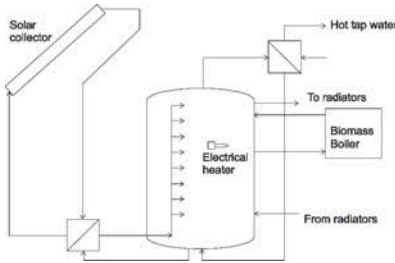 Solar
collector
Hot tap water
To radiators
Biomass
Boiler
Electrical
heater
From radiators